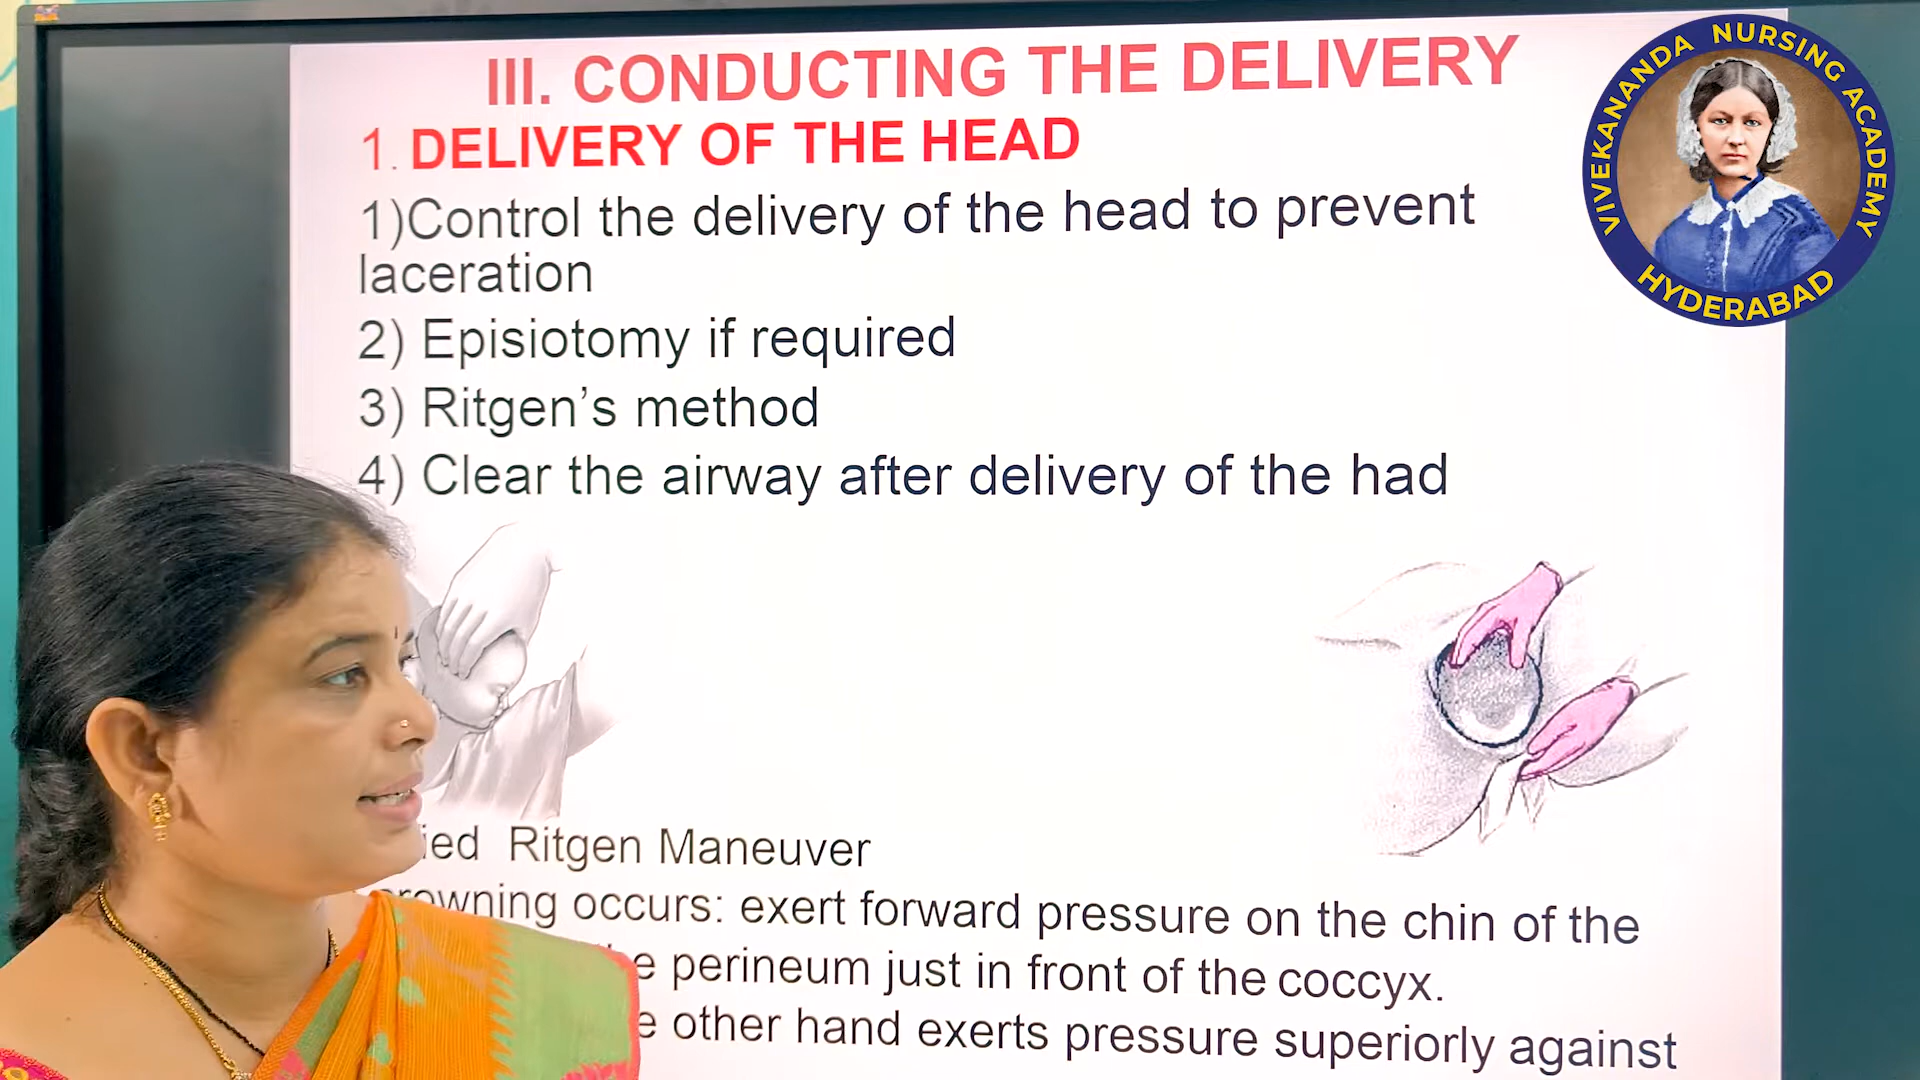 III. CONDUCTING THE DELIVERY
1. DELIVERY OF THE HEAD
1)Control the delivery of the head to prevent
laceration
2) Episiotomy if required
3) Ritgen’s method
4) Clear the airway after delivery of the had
Ritgen Maneuver
occurs: exert forward pressure on the chin of the
perineum just in front of the coccyx.
other hand exerts pressure superiorly against
VIVEKANANDA NURSING ACADEMY
HYDERABAD